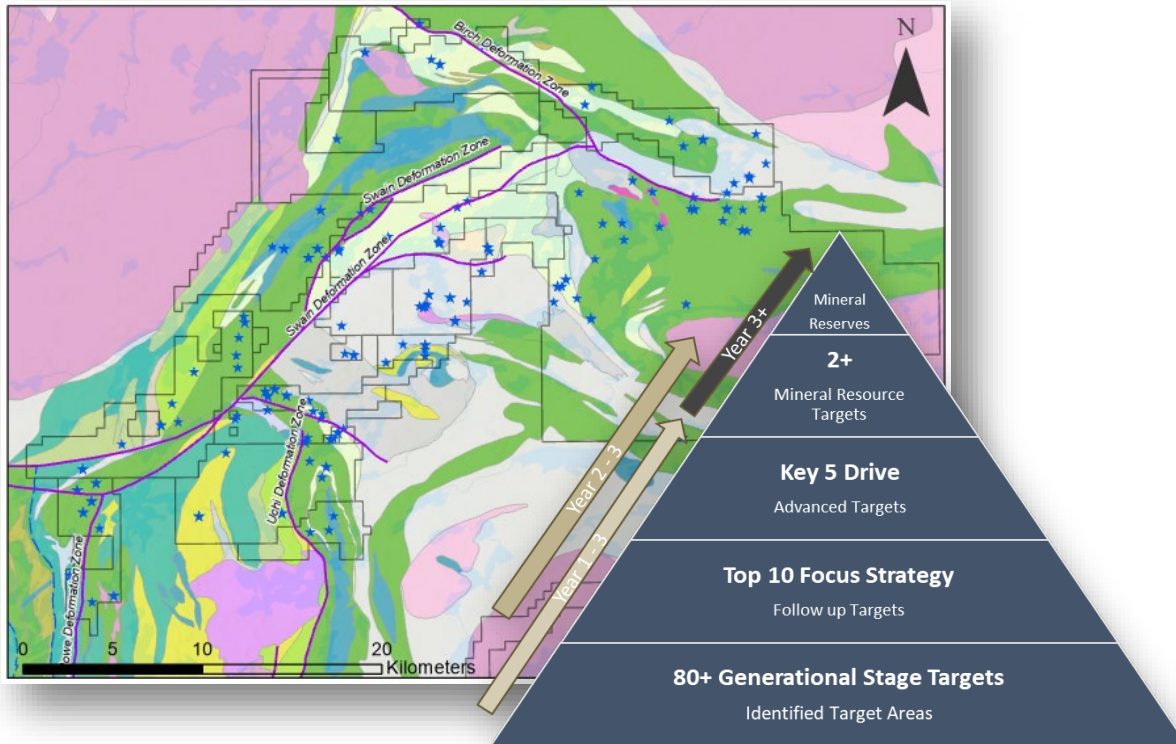 N
Birch Deformation Zone
Swain Deformation Zone
Swain Deformation Zone
Uchi Deformation Zone
owe Deformation Zone
0 5 10 20
Kilometers
Year 3+
Year 2 - 3
Year 1 - 3
Mineral
Reserves
2+
Mineral Resource
Targets
Key 5 Drive
Advanced Targets
Top 10 Focus Strategy
Follow up Targets
80+ Generational Stage Targets
Identified Target Areas